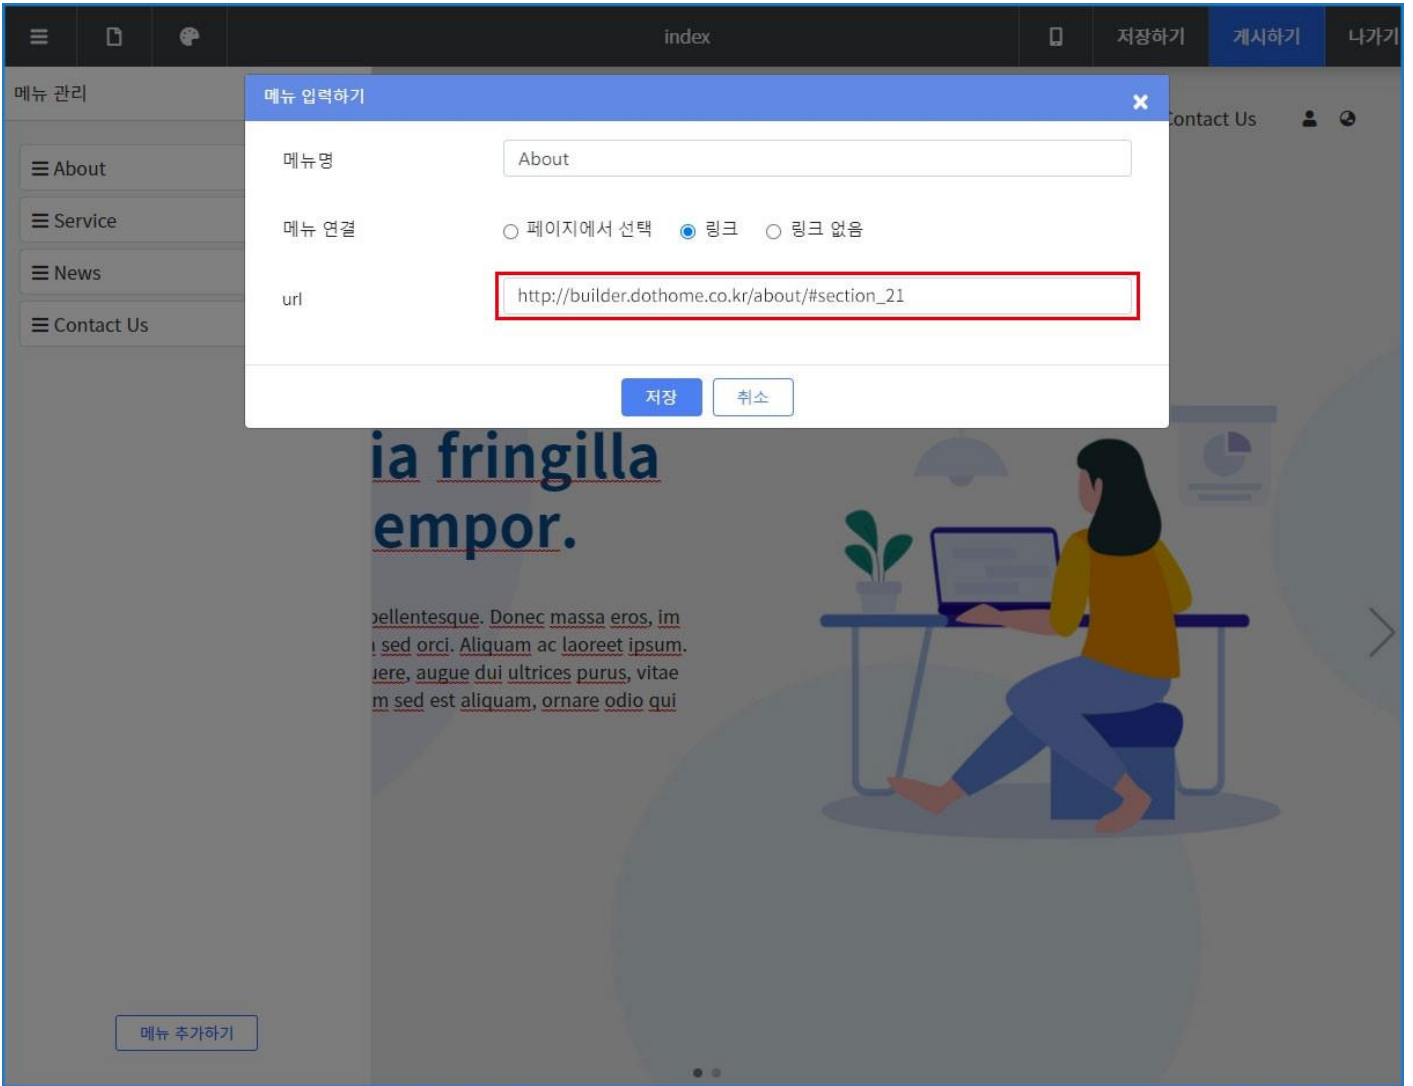 index
저장하기
게시하기
나가기
메뉴 관리
About
Service
News
Contact Us
메뉴 추가하기
메뉴 입력하기
메뉴명
About
메뉴 연결
페이지에서 선택
링크
링크 없음
url
http://builder.dothome.co.kr/about/#section_21
저장
취소
Contact Us
ia fringilla
empor.
pellentesque. Donec massa eros, im
sed orci. Aliquam ac laoreet ipsum.
uere, augue dui ultrices purus, vitae
m sed est aliquam, ornare odio qui